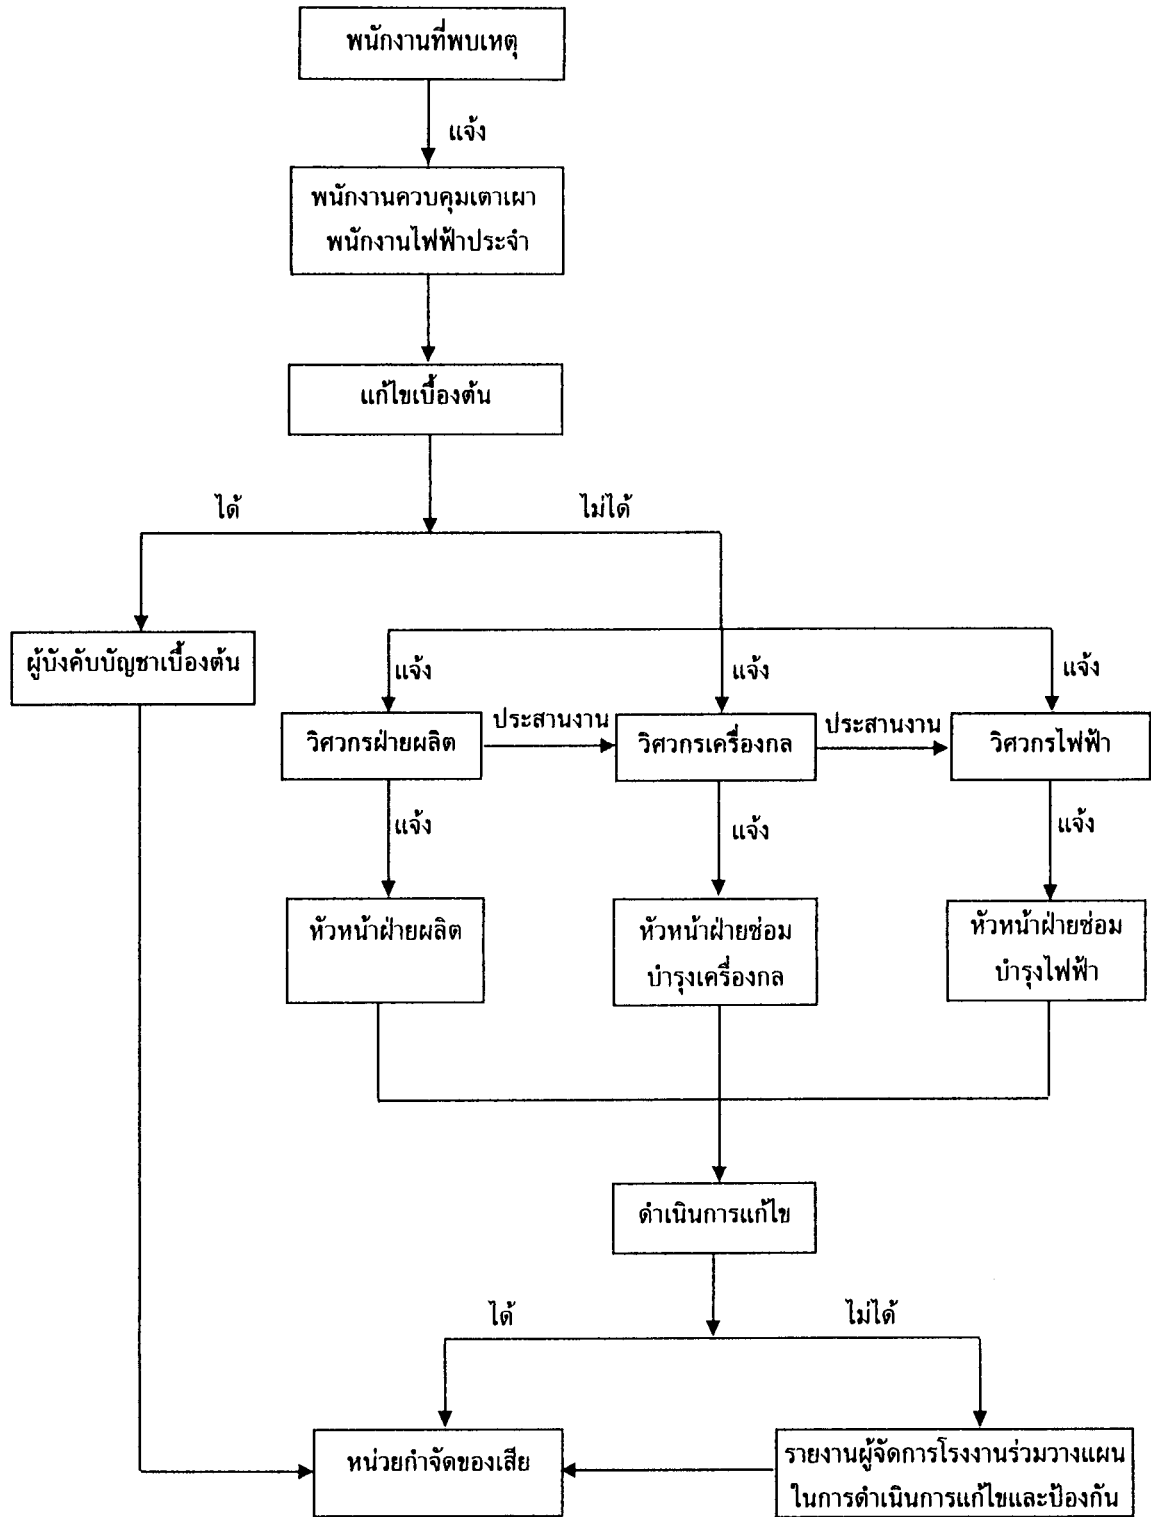 พนักงานที่พบเหตุ
แจ้ง
พนักงานควบคุมเตาเผา
พนักงานไฟฟ้าประจำ
แก้ไขเบื้องต้น
ได้
ไม่ได้
ผู้บังคับบัญชาเบื้องต้น
แจ้ง
แจ้ง
แจ้ง
วิศวกรฝ่ายผลิต
ประสานงาน
วิศวกรเครื่องกล
ประสานงาน
วิศวกรไฟฟ้า
แจ้ง
แจ้ง
แจ้ง
หัวหน้าฝ่ายผลิต
หัวหน้าฝ่ายซ่อม
บำรุงเครื่องกล
หัวหน้าฝ่ายซ่อม
บำรุงไฟฟ้า
ดำเนินการแก้ไข
ได้
ไม่ได้
หน่วยกำจัดของเสีย
รายงานผู้จัดการโรงงานร่วมวางแผน
ในการดำเนินการแก้ไขและป้องกัน